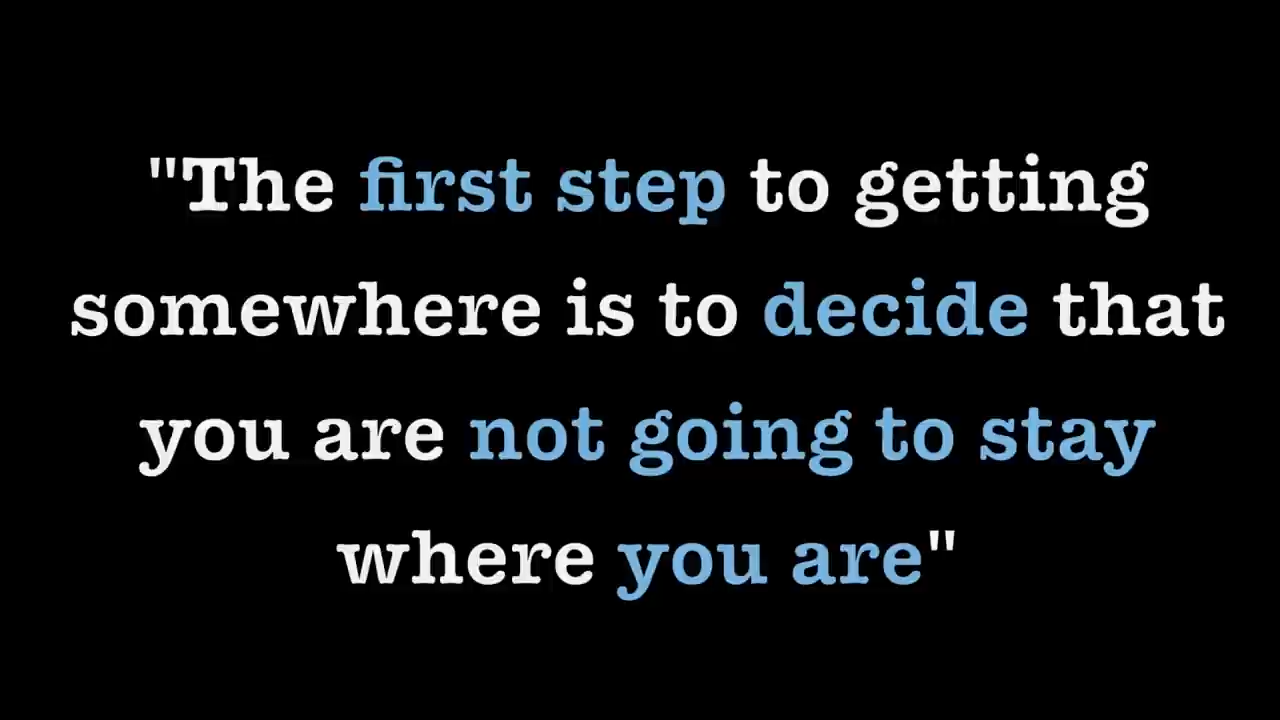 "The first step to getting
somewhere is to decide that
you are not going to stay
where you are"